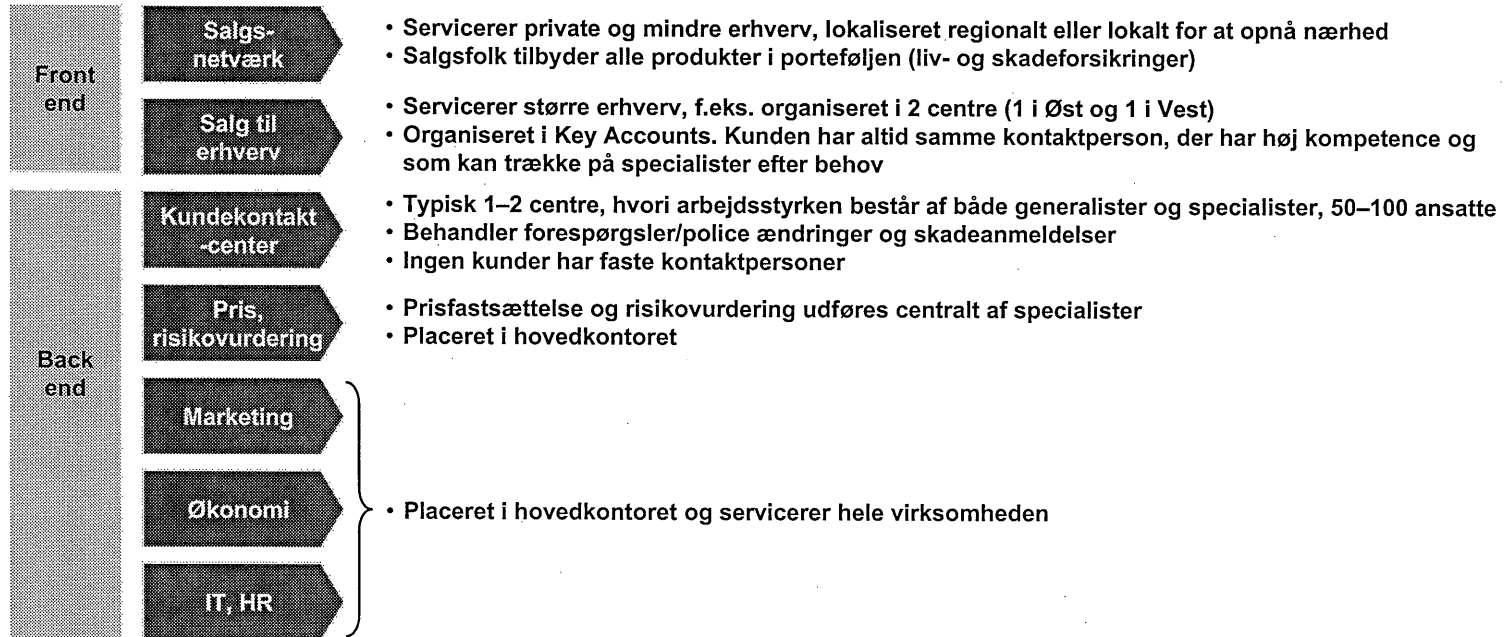 Front
end
Salgs-
netværk
• Servicerer private og mindre erhverv, lokaliseret regionalt eller lokalt for at opnå nærhed
• Salgsfolk tilbyder alle produkter i porteføljen (liv- og skadeforsikringer)
Salg til
erhverv
• Servicerer større erhverv, f.eks. organiseret i 2 centre (1 i Øst og 1 i Vest)
• Organiseret i Key Accounts. Kunden har altid samme kontaktperson, der har høj kompetence og
som kan trække på specialister efter behov
Back
end
Kundekontakt
-center
• Typisk 1–2 centre, hvori arbejdsstyrken består af både generalister og specialister, 50–100 ansatte
• Behandler forespørgsler/police ændringer og skadeanmeldelser
• Ingen kunder har faste kontaktpersoner
Pris,
risikovurdering
• Prisfastsættelse og risikovurdering udføres centralt af specialister
• Placeret i hovedkontoret
Marketing
Økonomi
• Placeret i hovedkontoret og servicerer hele virksomheden
IT, HR